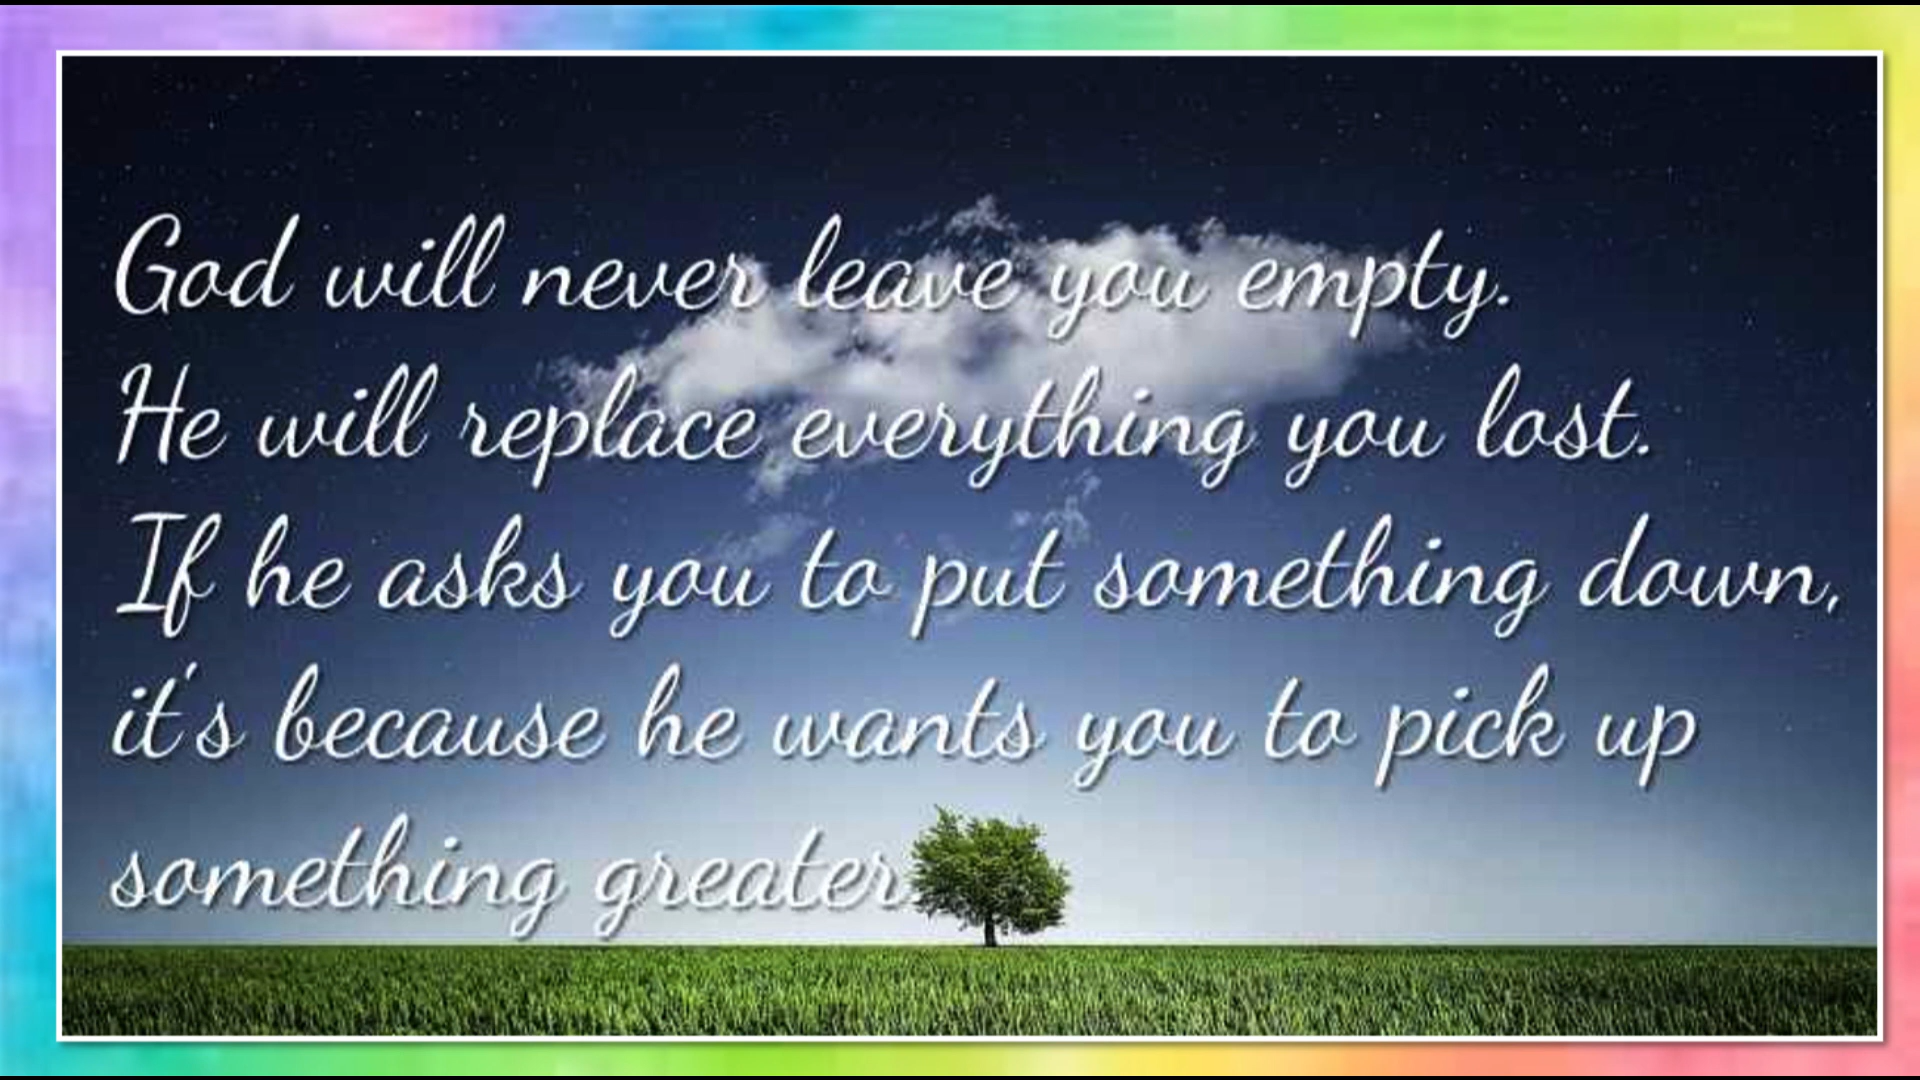 God will never leave you empty.
He will replace everything you lost.
If he asks you to put something down,
it's because he wants you to pick up
something greater.